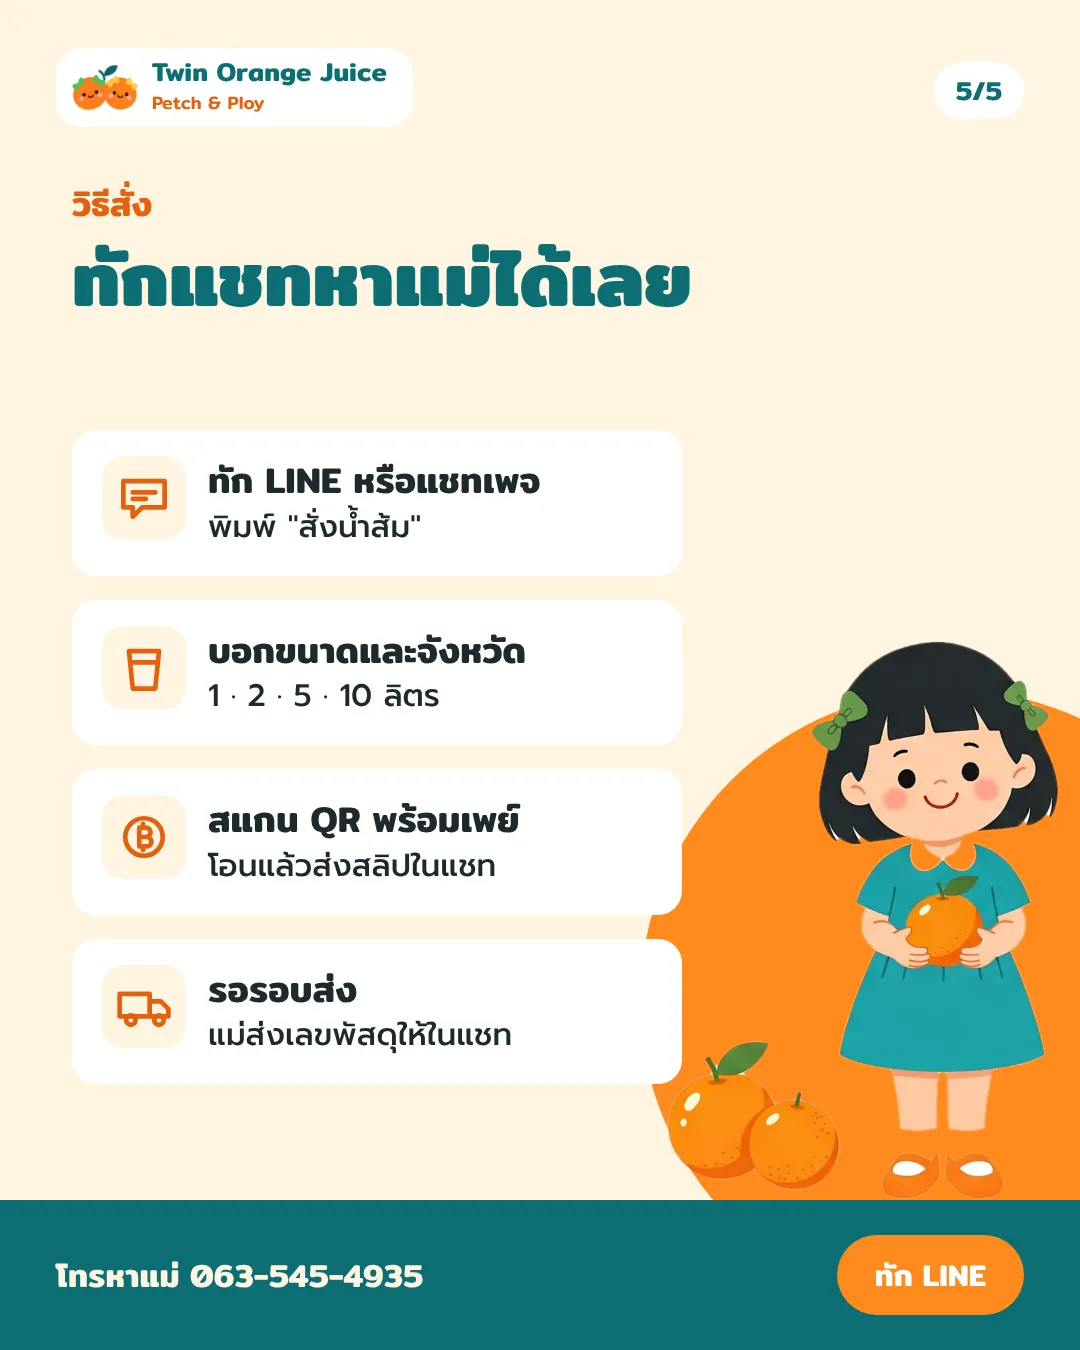 Twin Orange Juice
Petch & Ploy
5/5
วิธีสั่ง
ทักแชทหาแม่ได้เลย
ทัก LINE หรือแชทเพจ
พิมพ์ "สั่งน้ำส้ม"
บอกขนาดและจังหวัด
1 · 2 · 5 · 10 ลิตร
สแกน QR พร้อมเพย์
โอนแล้วส่งสลิปในแชท
รอรอบส่ง
แม่ส่งเลขพัสดุให้ในแชท
โทรหาแม่ 063-545-4935
ทัก LINE